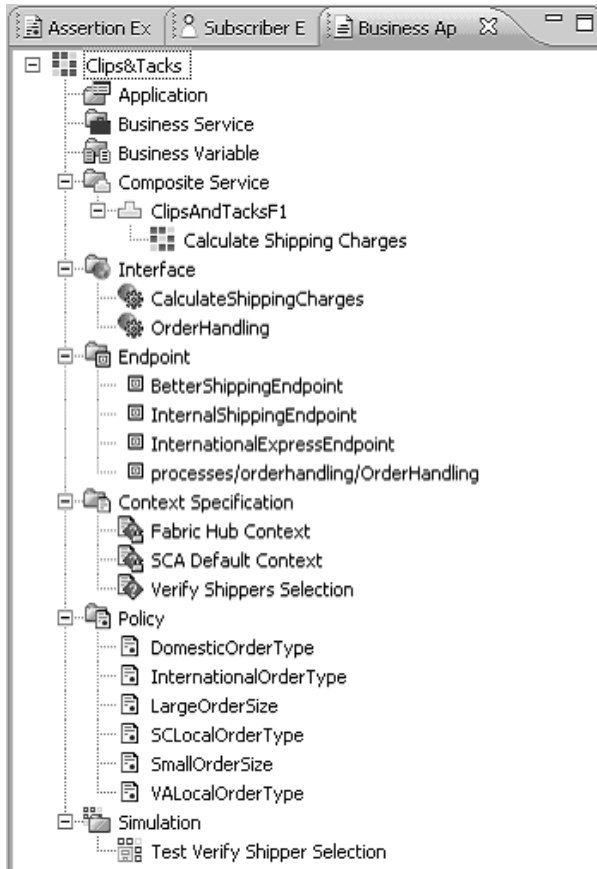 Assertion Ex Subscriber E Business Ap
Clips&Tacks
Application
Business Service
Business Variable
Composite Service
ClipsAndTacksF1
Calculate Shipping Charges
Interface
CalculateShippingCharges
OrderHandling
Endpoint
BetterShippingEndpoint
InternalShippingEndpoint
InternationalExpressEndpoint
processes/orderhandling/OrderHandling
Context Specification
Fabric Hub Context
SCA Default Context
Verify Shippers Selection
Policy
DomesticOrderType
InternationalOrderType
LargeOrderSize
SCLocalOrderType
SmallOrderSize
VALocalOrderType
Simulation
Test Verify Shipper Selection